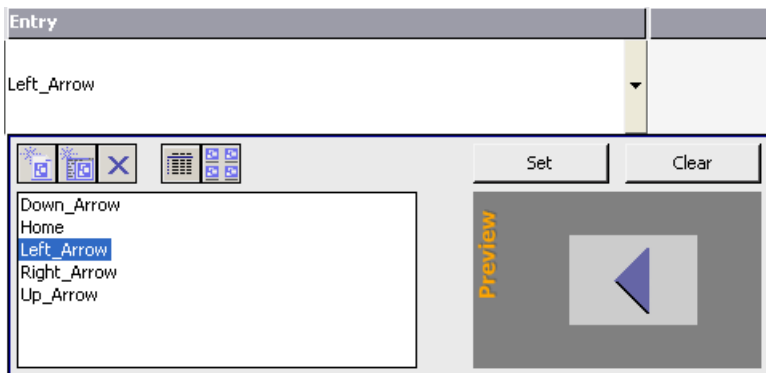 Entry
Left_Arrow
Set
Clear
Down_Arrow
Home
Left_Arrow
Right_Arrow
Up_Arrow
Preview